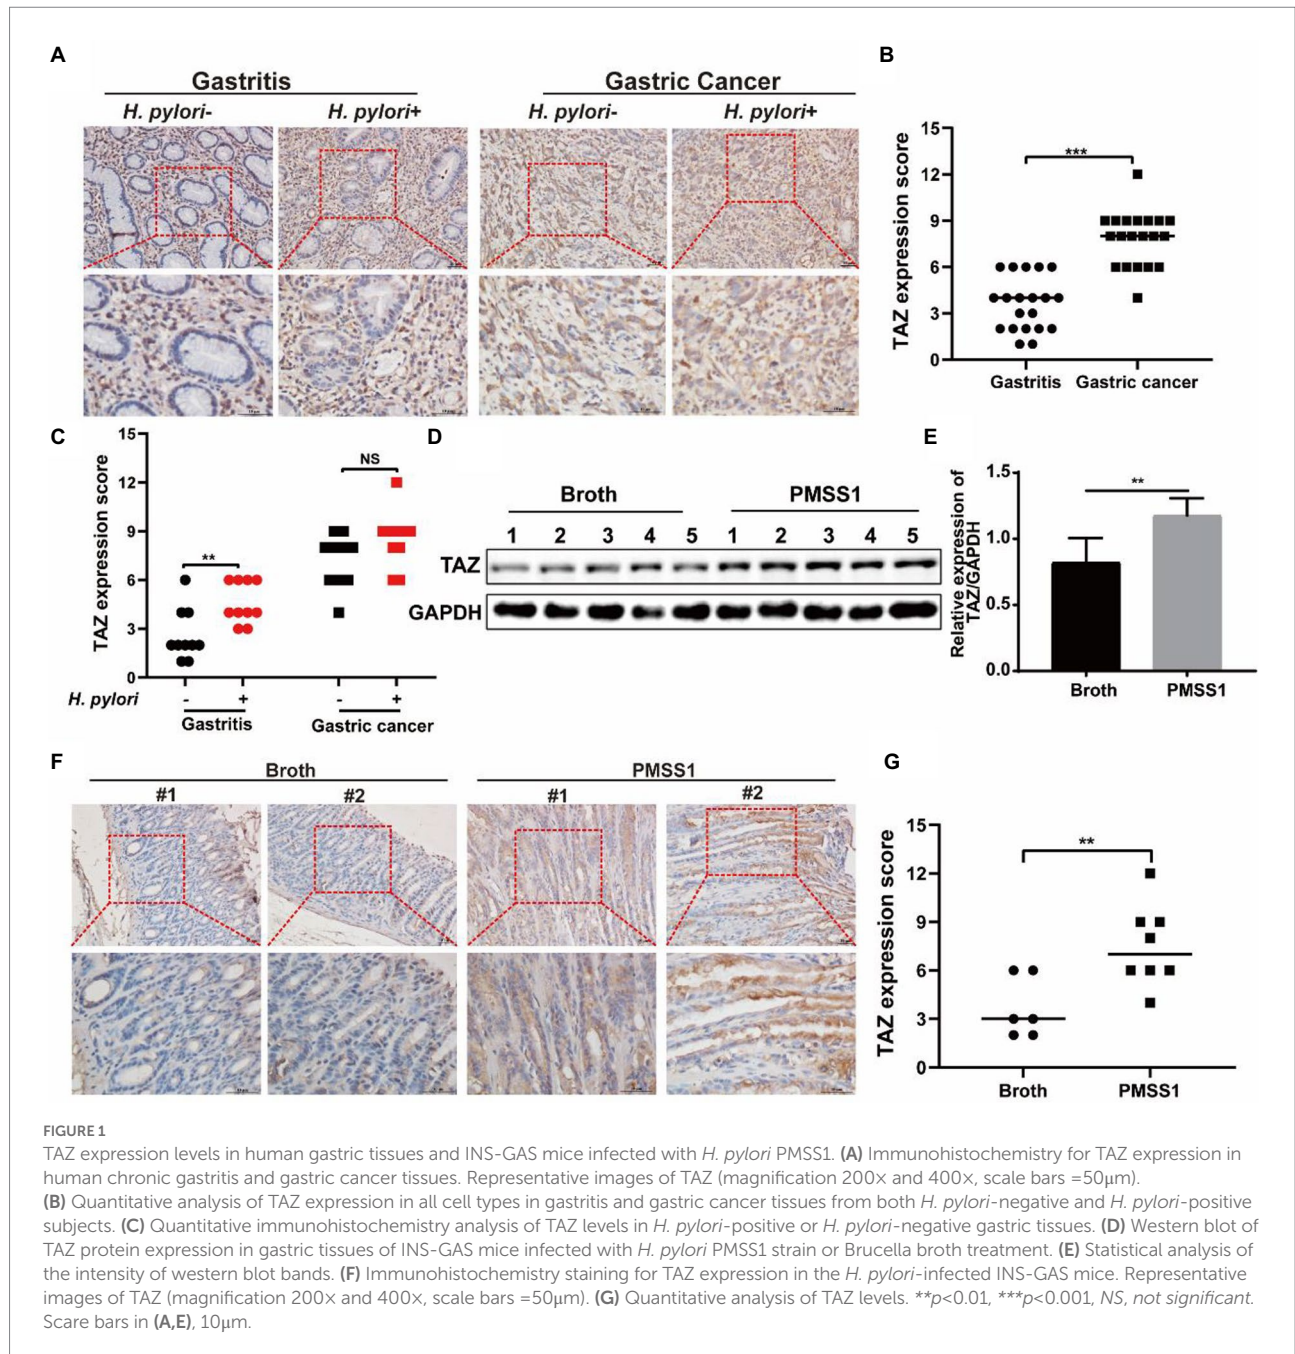 A
Gastritis
Gastric Cancer
H. pylori-
H. pylori+
H. pylori-
H. pylori+
B
TAZ expression score
15
12
9
6
3
0
***
Gastritis
Gastric cancer
C
TAZ expression score
15
12
9
6
3
0
**
NS
H. pylori
-
+
-
+
Gastritis
Gastric cancer
D
Broth
PMSS1
1 2 3 4 5 1 2 3 4 5
TAZ
GAPDH
E
Relative expression of
TAZ/GAPDH
1.5
1.0
0.5
0.0
**
Broth
PMSS1
F
Broth
PMSS1
#1
#2
#1
#2
G
TAZ expression score
15
12
9
6
3
0
**
Broth
PMSS1
FIGURE 1
TAZ expression levels in human gastric tissues and INS-GAS mice infected with H. pylori PMSS1. (A) Immunohistochemistry for TAZ expression in
human chronic gastritis and gastric cancer tissues. Representative images of TAZ (magnification 200× and 400×, scale bars =50μm).
(B) Quantitative analysis of TAZ expression in all cell types in gastritis and gastric cancer tissues from both H. pylori-negative and H. pylori-positive
subjects. (C) Quantitative immunohistochemistry analysis of TAZ levels in H. pylori-positive or H. pylori-negative gastric tissues. (D) Western blot of
TAZ protein expression in gastric tissues of INS-GAS mice infected with H. pylori PMSS1 strain or Brucella broth treatment. (E) Statistical analysis of
the intensity of western blot bands. (F) Immunohistochemistry staining for TAZ expression in the H. pylori-infected INS-GAS mice. Representative
images of TAZ (magnification 200× and 400×, scale bars =50μm). (G) Quantitative analysis of TAZ levels. **p<0.01, ***p<0.001, NS, not significant.
Scare bars in (A,E), 10μm.